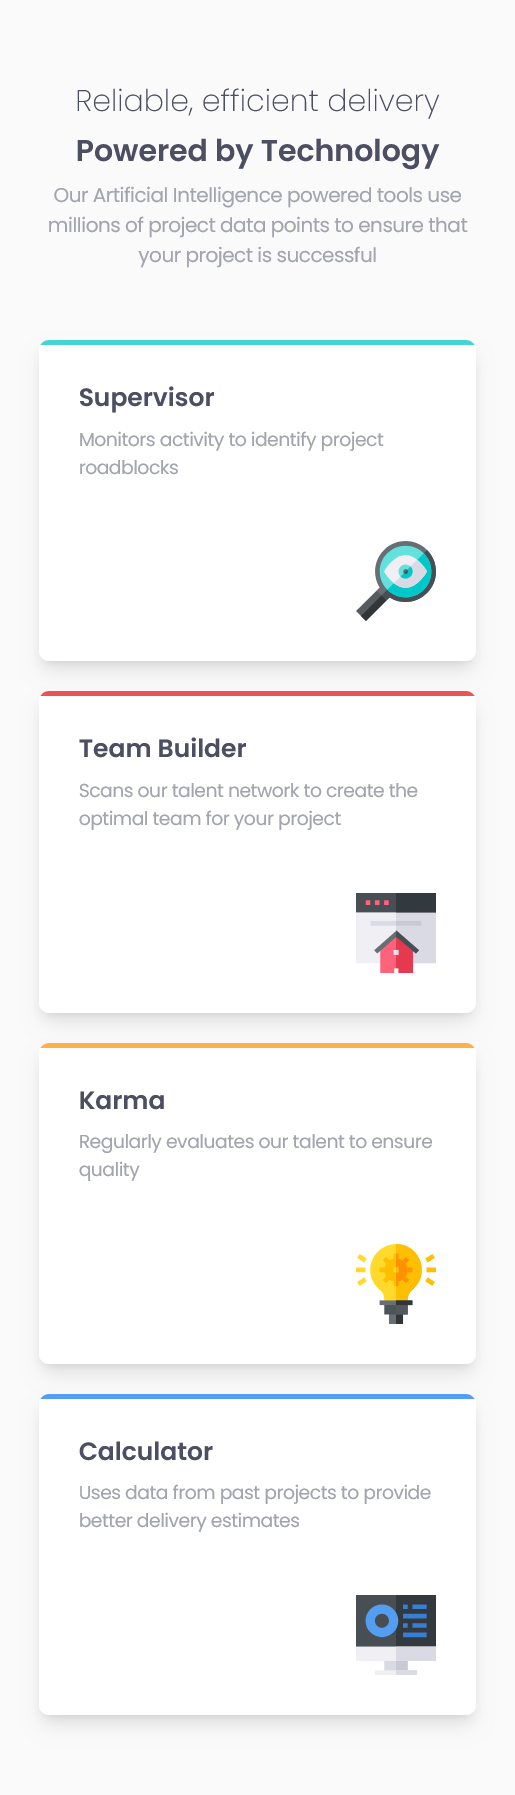 Reliable, efficient delivery
Powered by Technology
Our Artificial Intelligence powered tools use
millions of project data points to ensure that
your project is successful
Supervisor
Monitors activity to identify project
roadblocks
Team Builder
Scans our talent network to create the
optimal team for your project
Karma
Regularly evaluates our talent to ensure
quality
Calculator
Uses data from past projects to provide
better delivery estimates